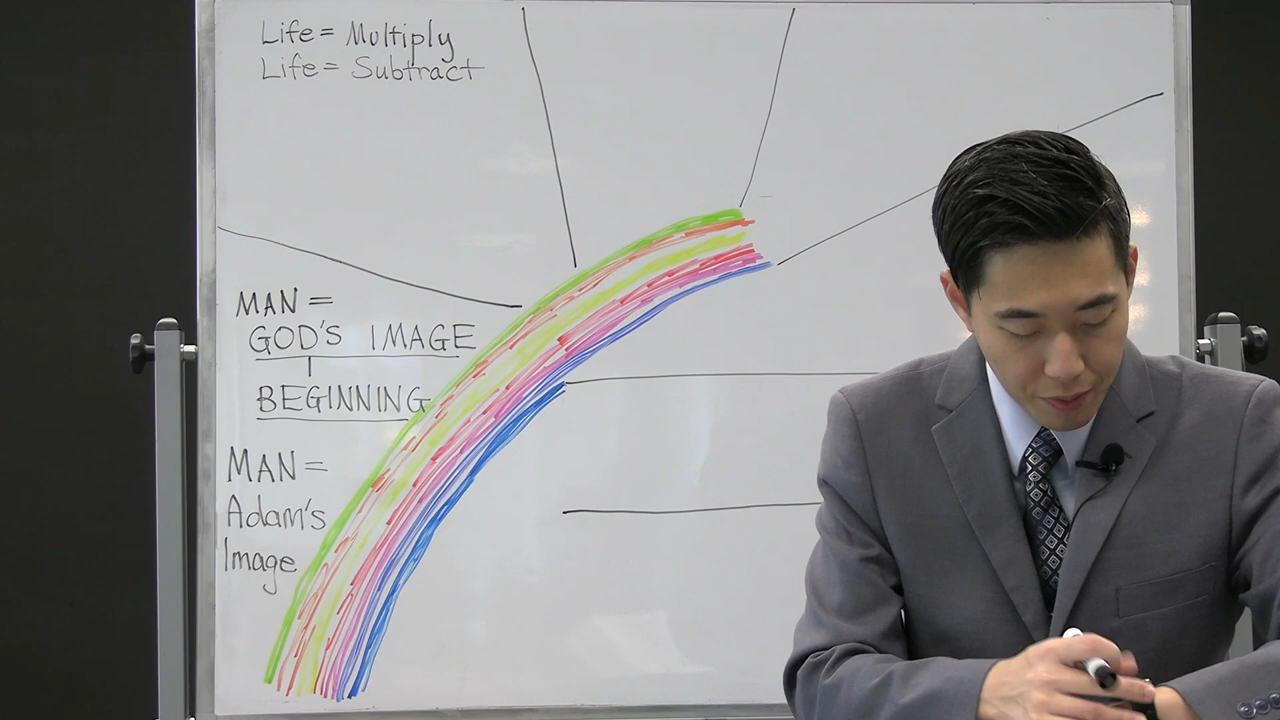 Life = Multiply
Life = Subtract
MAN =
GOD'S IMAGE
BEGINNING
MAN =
Adam's
Image